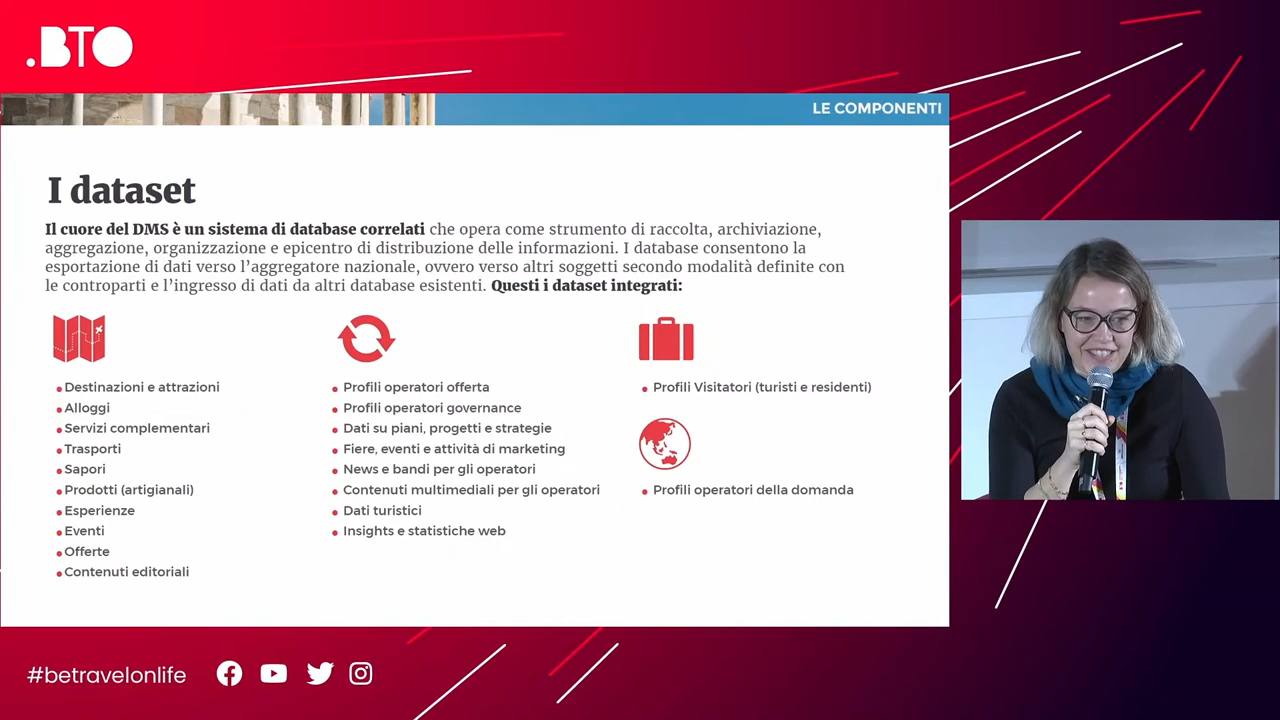 .BTO
LE COMPONENTI
I dataset
Il cuore del DMS è un sistema di database correlati che opera come strumento di raccolta, archiviazione,
aggregazione, organizzazione e epicentro di distribuzione delle informazioni. I database consentono la
esportazione di dati verso l'aggregatore nazionale, ovvero verso altri soggetti secondo modalità definite con
le controparti e l'ingresso di dati da altri database esistenti. Questi i dataset integrati:
Destinazioni e attrazioni
Alloggi
Servizi complementari
Trasporti
Sapori
Prodotti (artigianali)
Esperienze
Eventi
Offerte
Contenuti editoriali
Profili operatori offerta
Profili operatori governance
Dati su piani, progetti e strategie
Fiere, eventi e attività di marketing
News e bandi per gli operatori
Contenuti multimediali per gli operatori
Dati turistici
Insights e statistiche web
Profili Visitatori (turisti e residenti)
Profili operatori della domanda
#betravelonlife